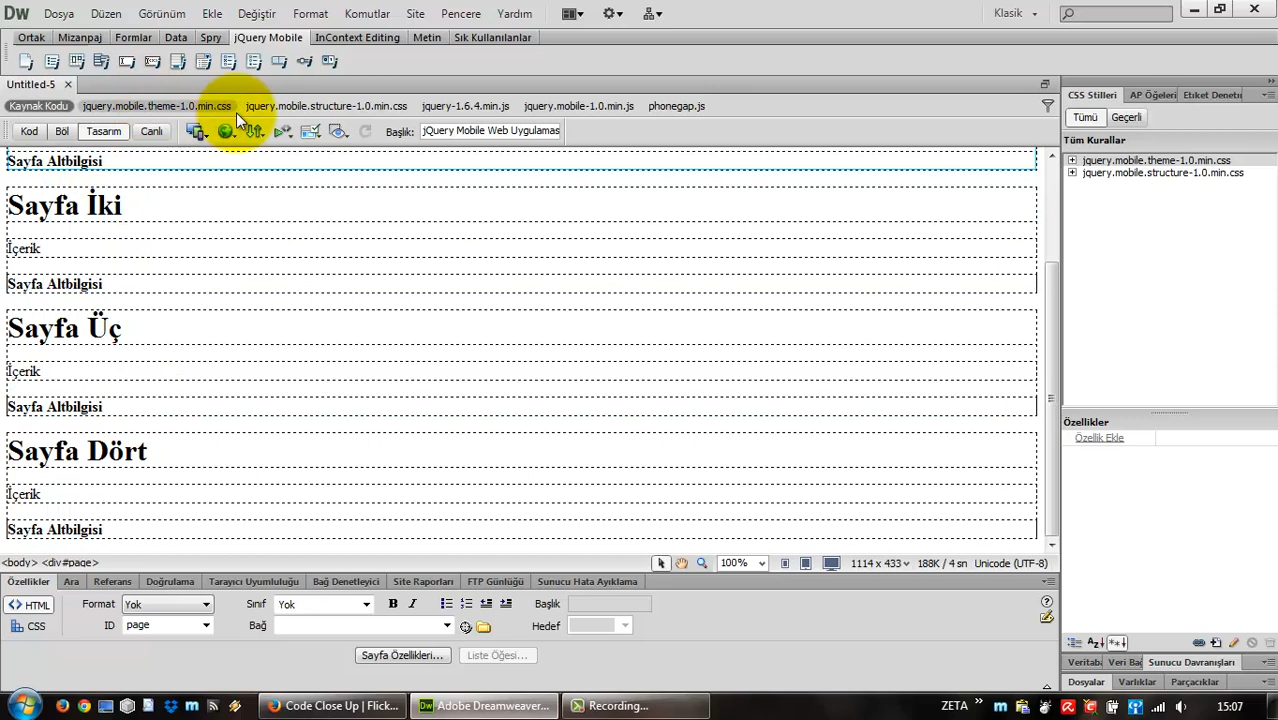 Dw Dosya Düzen Görünüm Ekle Değiştir Format Komutlar Site Pencere Yardım Klasik
Ortak Mizanpaj Formlar Data Spry jQuery Mobile InContext Editing Metin Sık Kullanılanlar
Untitled-5
Kaynak Kodu jquery.mobile.theme-1.0.min.css jquery.mobile.structure-1.0.min.css jquery-1.6.4.min.js jquery.mobile-1.0.min.js phonegap.js
Kod Böl Tasarım Canlı Başlık: jQuery Mobile Web Uygulamas
Sayfa Altbilgisi
Sayfa İki
İçerik
Sayfa Altbilgisi
Sayfa Üç
İçerik
Sayfa Altbilgisi
Sayfa Dört
İçerik
Sayfa Altbilgisi
<body> <div#page> 100% 1114 x 433 188K / 4 sn Unicode (UTF-8)
Özellikler Ara Referans Doğrulama Tarayıcı Uyumluluğu Bağ Denetleyici Site Raporları FTP Günlüğü Sunucu Hata Ayıklama
HTML Format Yok Sınıf Yok B I Başlık
CSS ID page Bağ Hedef
Sayfa Özellikleri... Liste Öğesi...
CSS Stilleri AP Öğeleri Etiket Denetı
Tümü Geçerli
Tüm Kurallar
jquery.mobile.theme-1.0.min.css
jquery.mobile.structure-1.0.min.css
Özellikler
Özellik Ekle
Veritaba Veri Bağ Sunucu Davranışları
Dosyalar Varlıklar Parçacıklar
Code Close Up | Flick... Adobe Dreamweaver... Recording... ZETA 15:07